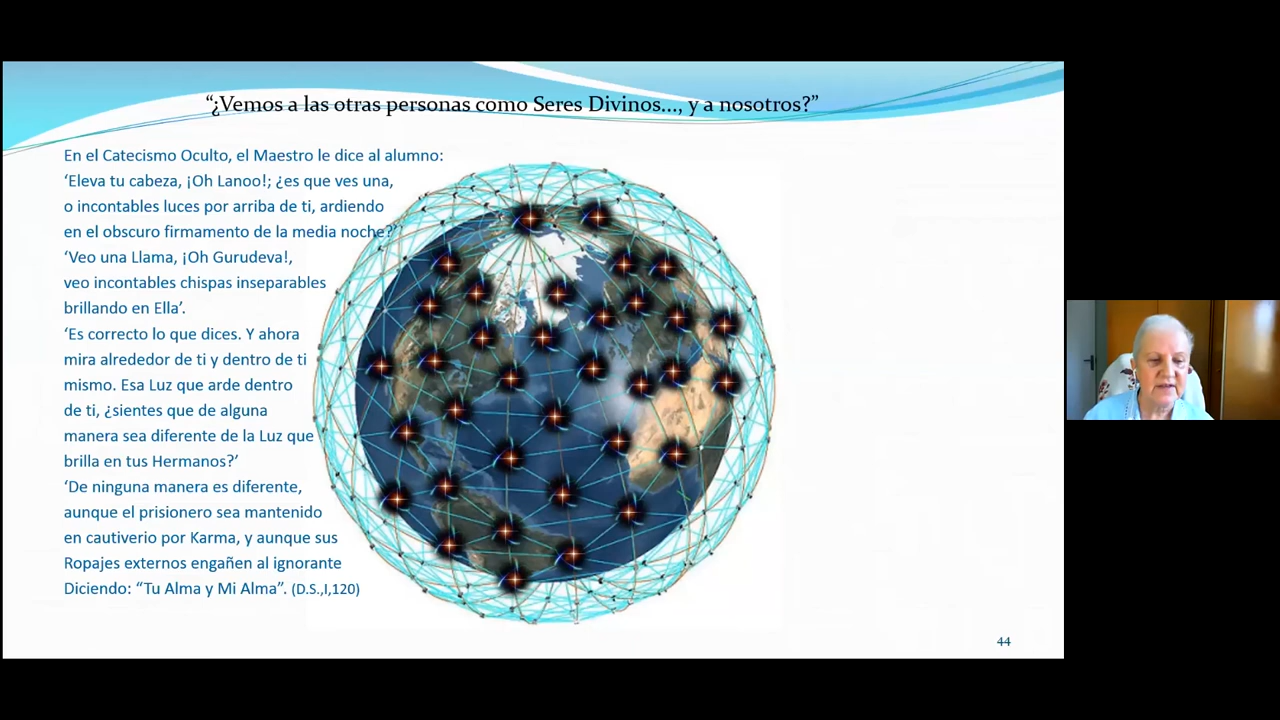 “¿Vemos a las otras personas como Seres Divinos..., y a nosotros?”
En el Catecismo Oculto, el Maestro le dice al alumno:
‘Eleva tu cabeza, ¡Oh Lanoo!; ¿es que ves una,
o incontables luces por arriba de ti, ardiendo
en el obscuro firmamento de la media noche?’
‘Veo una Llama, ¡Oh Gurudeva!,
veo incontables chispas inseparables
brillando en Ella’.
‘Es correcto lo que dices. Y ahora
mira alrededor de ti y dentro de ti
mismo. Esa Luz que arde dentro
de ti, ¿sientes que de alguna
manera sea diferente de la Luz que
brilla en tus Hermanos?’
‘De ninguna manera es diferente,
aunque el prisionero sea mantenido
en cautiverio por Karma, y aunque sus
Ropajes externos engañen al ignorante
Diciendo: “Tu Alma y Mi Alma”. (D.S.,I,120)
44